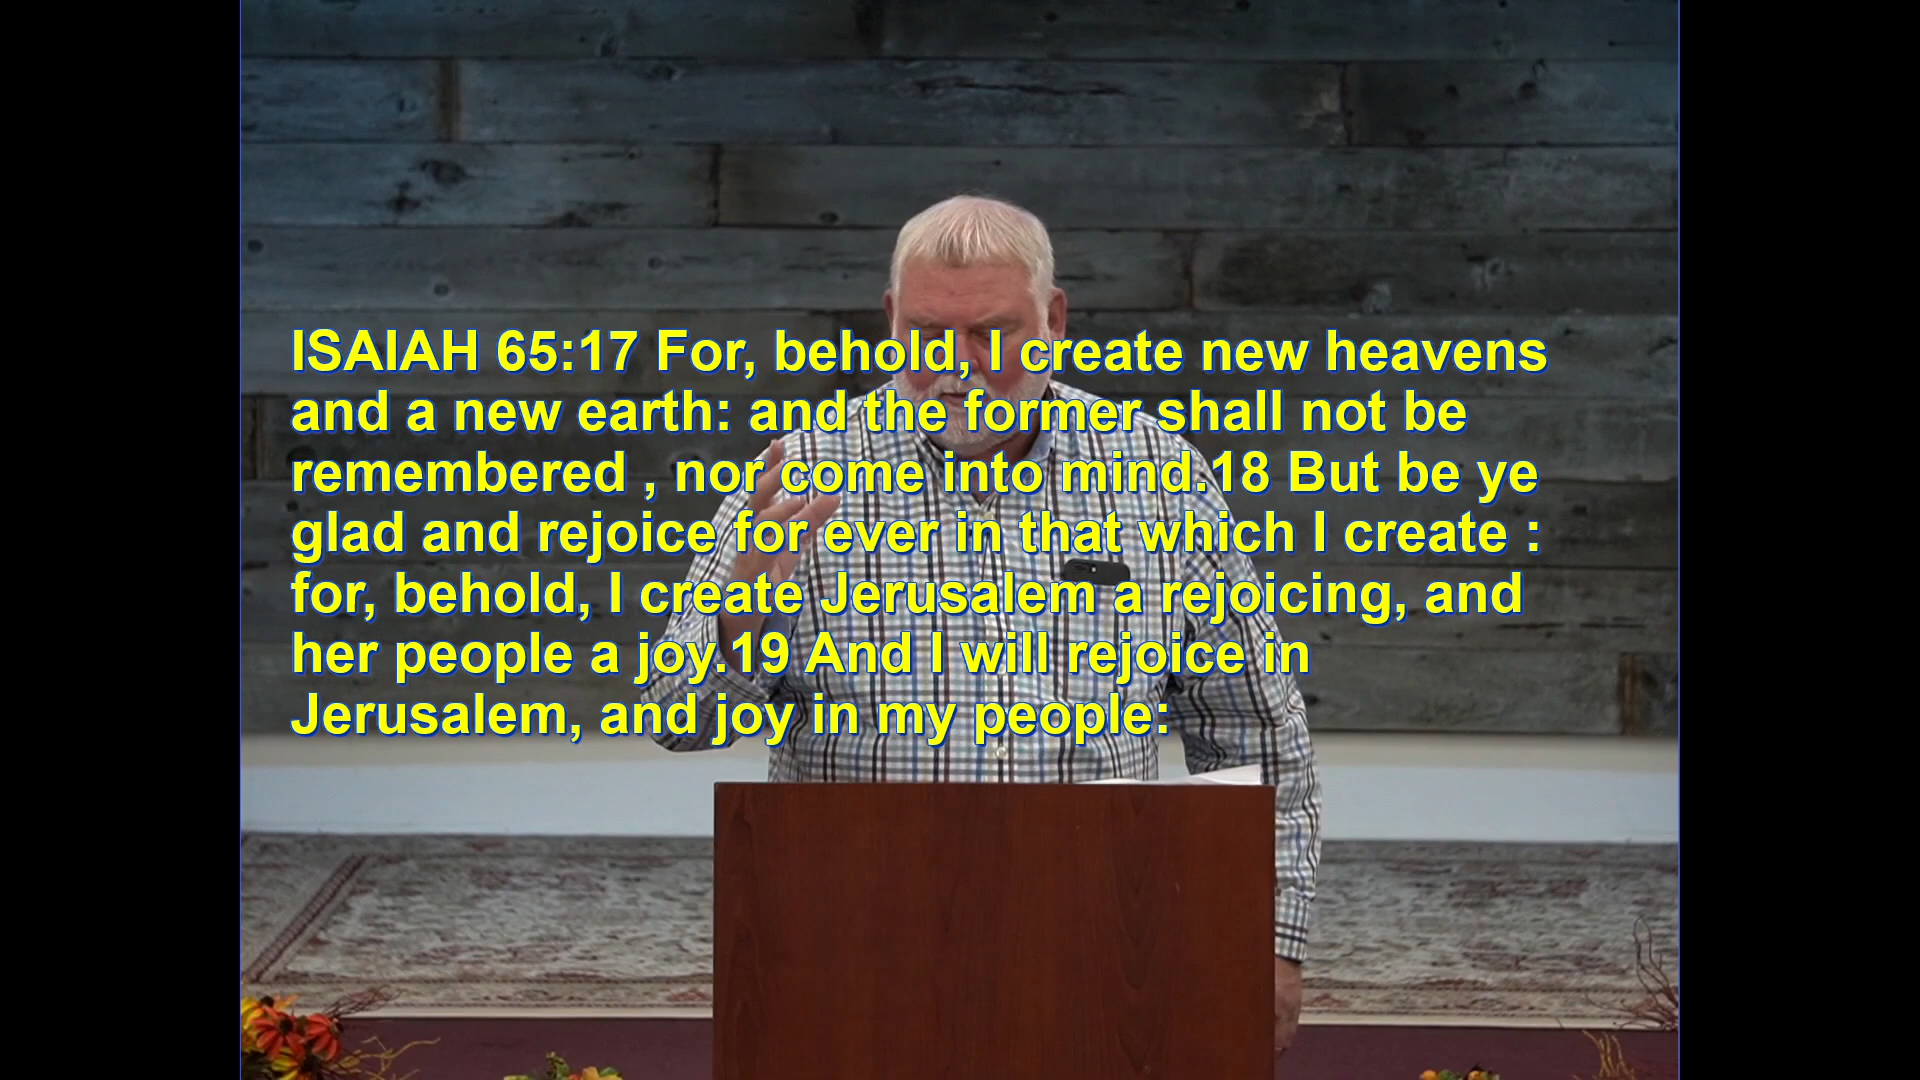 ISAIAH 65:17 For, behold, I create new heavens
and a new earth: and the former shall not be
remembered , nor come into mind.18 But be ye
glad and rejoice for ever in that which I create :
for, behold, I create Jerusalem a rejoicing, and
her people a joy.19 And I will rejoice in
Jerusalem, and joy in my people: